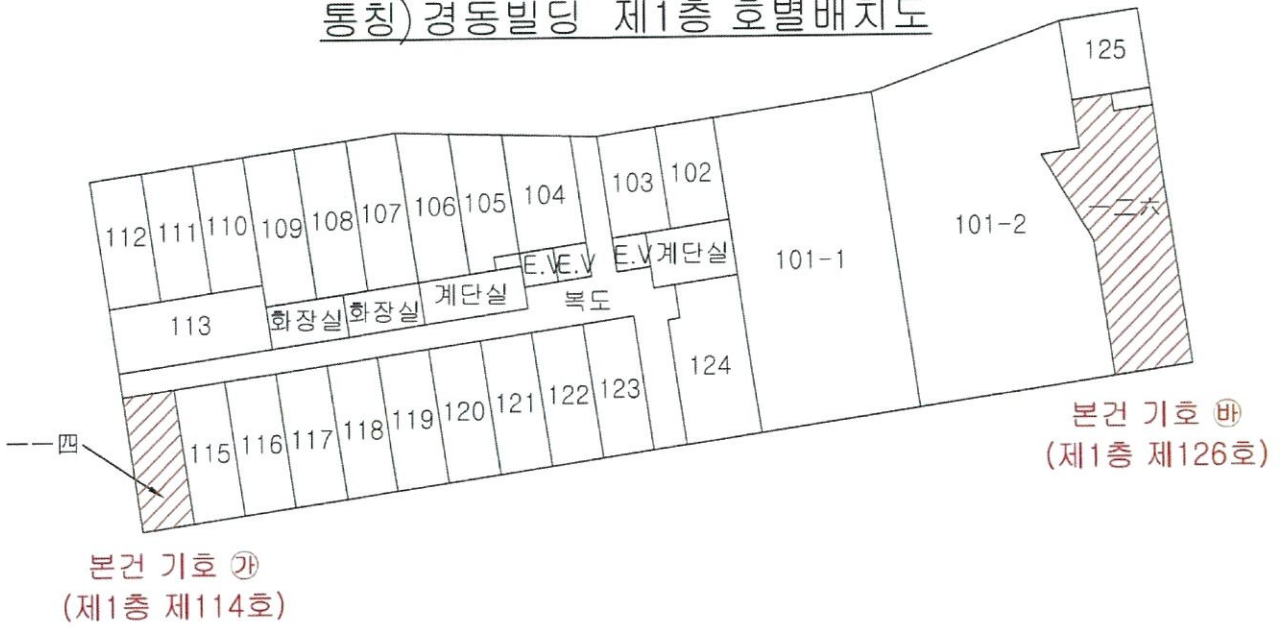 통칭) 경동빌딩 제1층 호별배치도
125
103
102
112
111
110
109
108
107
106
105
104
一二六
101-2
101-1
E.V
E.V
E.V
계단실
113
화장실
화장실
계단실
복도
124
一一四
115
116
117
118
119
120
121
122
123
본건 기호 ㉳
(제1층 제126호)
본건 기호 ㉮
(제1층 제114호)